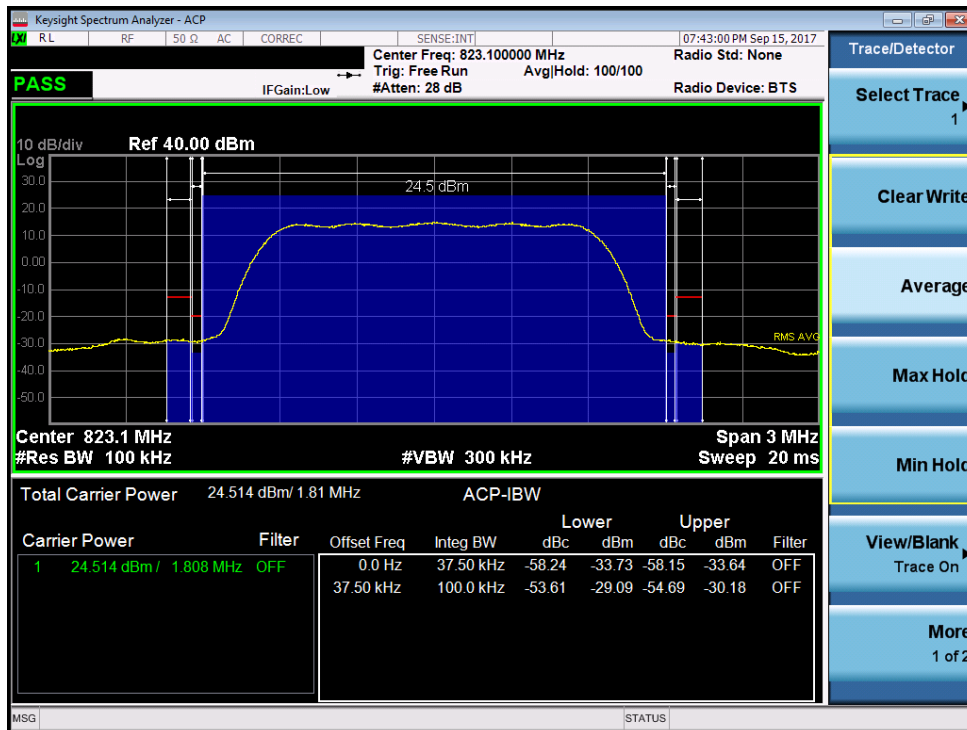 Keysight Spectrum Analyzer - ACP
LXI RL RF 50 Ω AC CORREC SENSE:INT 07:43:00 PM Sep 15, 2017
Center Freq: 823.100000 MHz Radio Std: None
Trig: Free Run Avg|Hold: 100/100
PASS IFGain:Low #Atten: 28 dB Radio Device: BTS
10 dB/div Ref 40.00 dBm
Log
30.0
24.5 dBm
20.0
10.0
0.00
-10.0
-20.0
-30.0
RMS AVG
-40.0
-50.0
Center 823.1 MHz Span 3 MHz
#Res BW 100 kHz #VBW 300 kHz Sweep 20 ms
Total Carrier Power 24.514 dBm/ 1.81 MHz ACP-IBW
Lower Upper
Carrier Power Filter Offset Freq Integ BW dBc dBm dBc dBm Filter
1 24.514 dBm / 1.808 MHz OFF 0.0 Hz 37.50 kHz -58.24 -33.73 -58.15 -33.64 OFF
37.50 kHz 100.0 kHz -53.61 -29.09 -54.69 -30.18 OFF
MSG STATUS
Trace/Detector
Select Trace
1
Clear Write
Average
Max Hold
Min Hold
View/Blank
Trace On
More
1 of 2